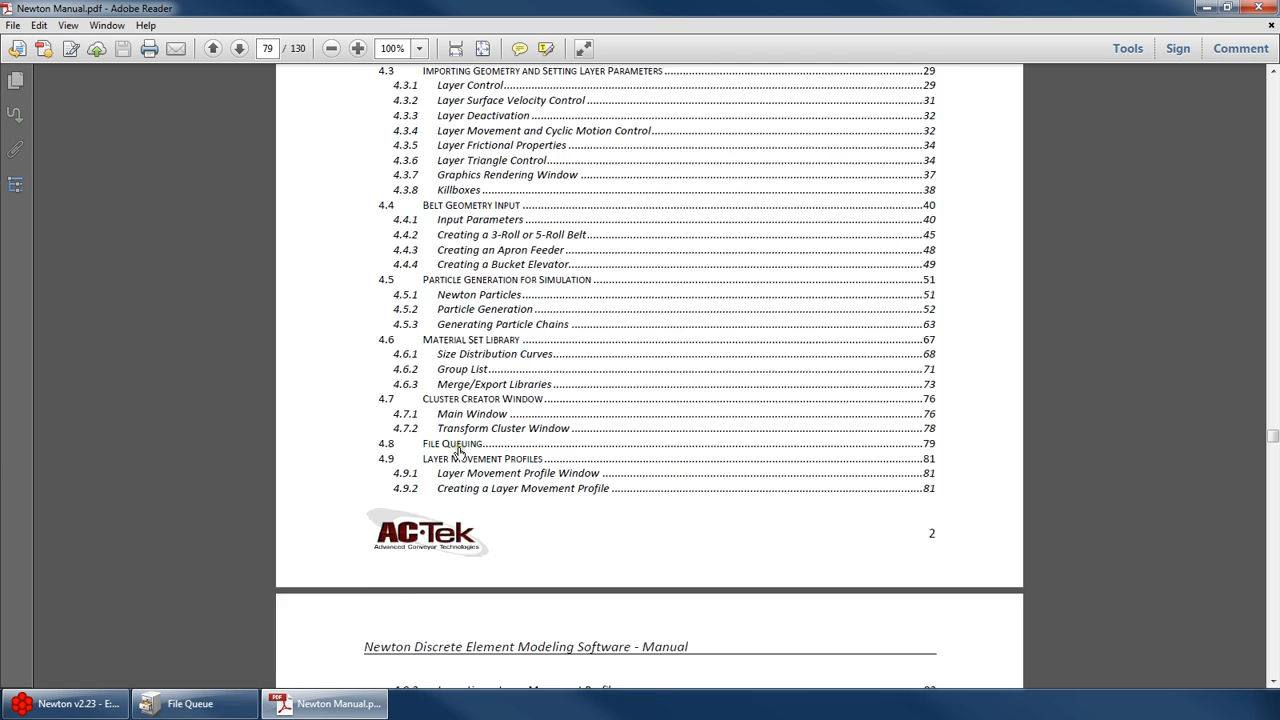 Newton Manual.pdf - Adobe Reader
File Edit View Window Help
79 / 130 100% Tools Sign Comment
4.3 Importing Geometry and Setting Layer Parameters 29
4.3.1 Layer Control 29
4.3.2 Layer Surface Velocity Control 31
4.3.3 Layer Deactivation 32
4.3.4 Layer Movement and Cyclic Motion Control 32
4.3.5 Layer Frictional Properties 34
4.3.6 Layer Triangle Control 34
4.3.7 Graphics Rendering Window 37
4.3.8 Killboxes 38
4.4 Belt Geometry Input 40
4.4.1 Input Parameters 40
4.4.2 Creating a 3-Roll or 5-Roll Belt 45
4.4.3 Creating an Apron Feeder 48
4.4.4 Creating a Bucket Elevator 49
4.5 Particle Generation for Simulation 51
4.5.1 Newton Particles 51
4.5.2 Particle Generation 52
4.5.3 Generating Particle Chains 63
4.6 Material Set Library 67
4.6.1 Size Distribution Curves 68
4.6.2 Group List 71
4.6.3 Merge/Export Libraries 73
4.7 Cluster Creator Window 76
4.7.1 Main Window 76
4.7.2 Transform Cluster Window 78
4.8 File Queuing 79
4.9 Layer Movement Profiles 81
4.9.1 Layer Movement Profile Window 81
4.9.2 Creating a Layer Movement Profile 81
AC-Tek
Advanced Conveyor Technologies
2
Newton Discrete Element Modeling Software - Manual
Newton v2.23 - E:... File Queue Newton Manual.p...